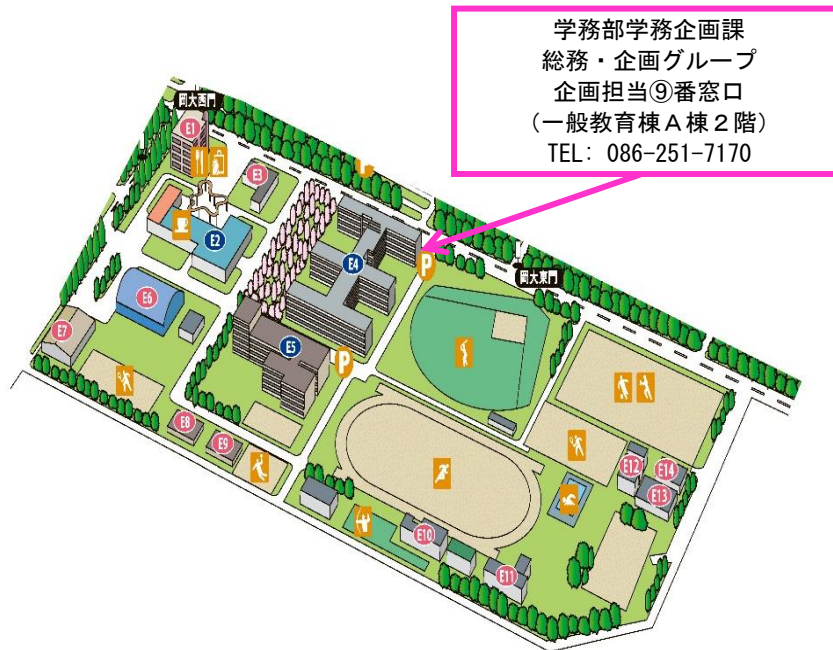 学務部学務企画課
総務・企画グループ
企画担当⑨番窓口
（一般教育棟Ａ棟２階）
TEL: 086-251-7170
岡大西門
E1
E3
P
E2
E4
P
岡大東門
E6
E7
E5
P
E8
E9
E12
E14
E13
E10
E11